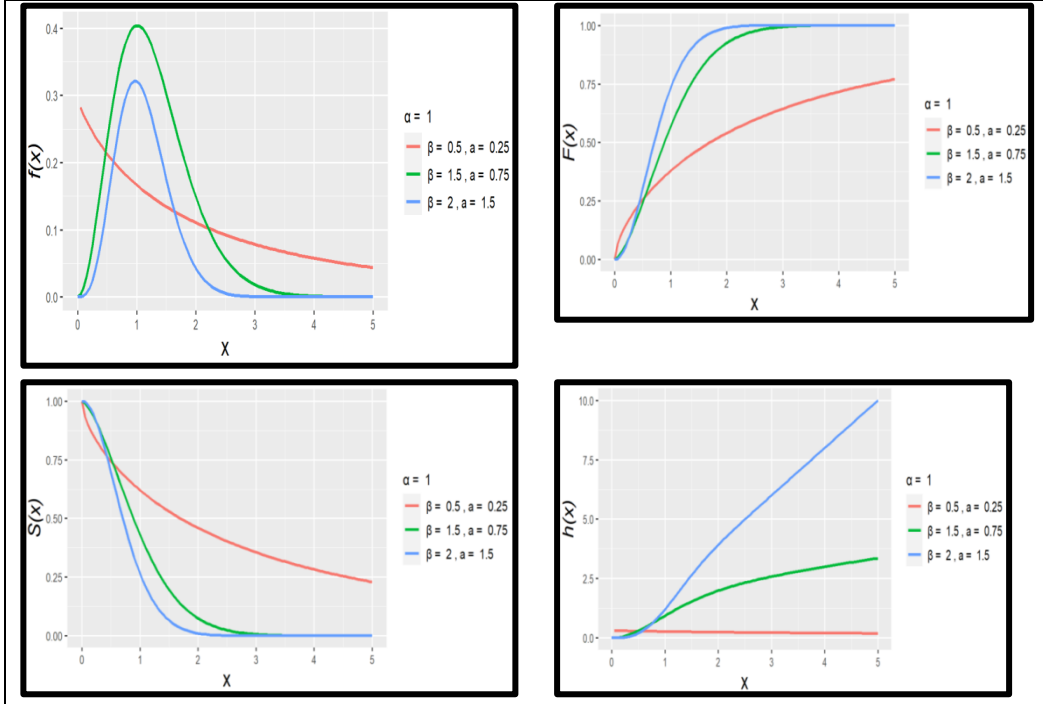 0.4
0.3
0.2
0.1
0.0
f(x)
0 1 2 3 4 5
X
α = 1
β = 0.5 , a = 0.25
β = 1.5 , a = 0.75
β = 2 , a = 1.5
1.00
0.75
0.50
0.25
0.00
F(x)
0 1 2 3 4 5
X
α = 1
β = 0.5 , a = 0.25
β = 1.5 , a = 0.75
β = 2 , a = 1.5
1.00
0.75
0.50
0.25
0.00
S(x)
0 1 2 3 4 5
X
α = 1
β = 0.5 , a = 0.25
β = 1.5 , a = 0.75
β = 2 , a = 1.5
10.0
7.5
5.0
2.5
0.0
h(x)
0 1 2 3 4 5
X
α = 1
β = 0.5 , a = 0.25
β = 1.5 , a = 0.75
β = 2 , a = 1.5